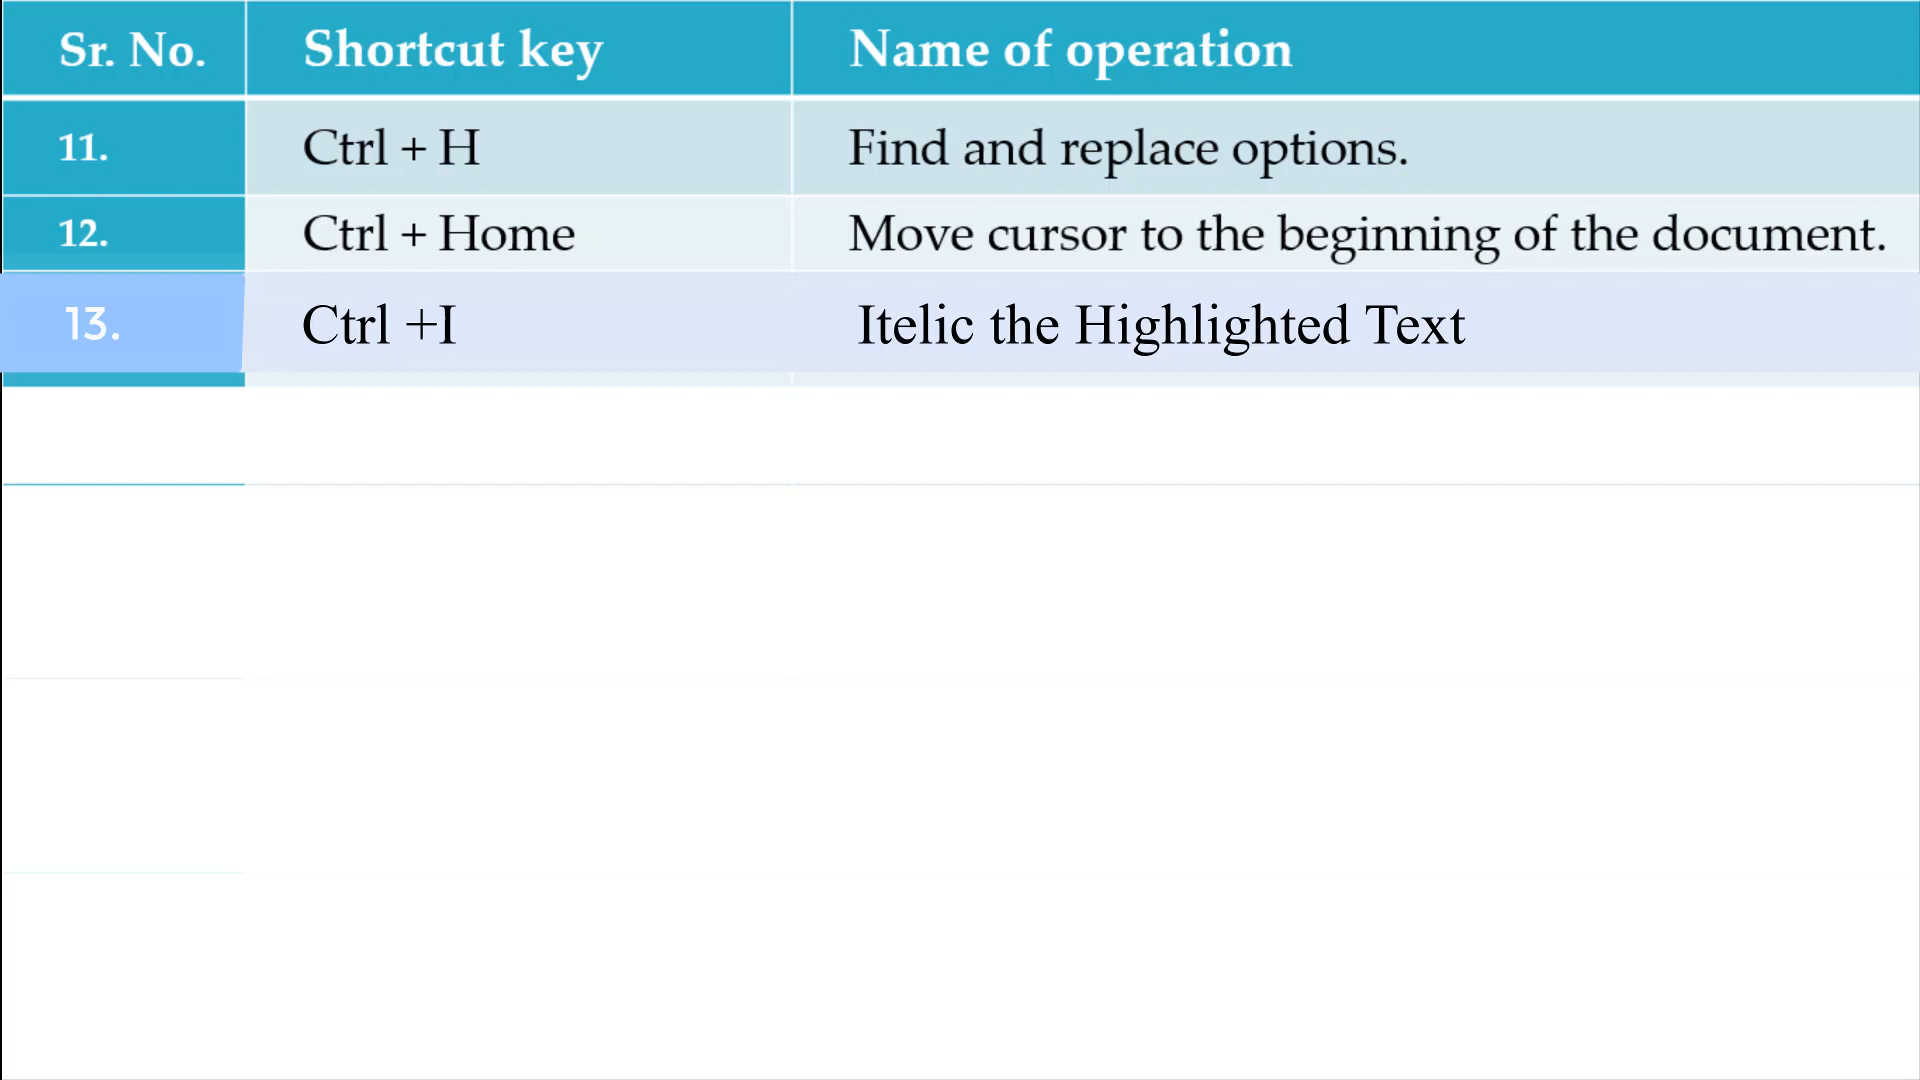 Sr. No. Shortcut key Name of operation
11. Ctrl + H Find and replace options.
12. Ctrl + Home Move cursor to the beginning of the document.
13. Ctrl +I Itelic the Highlighted Text